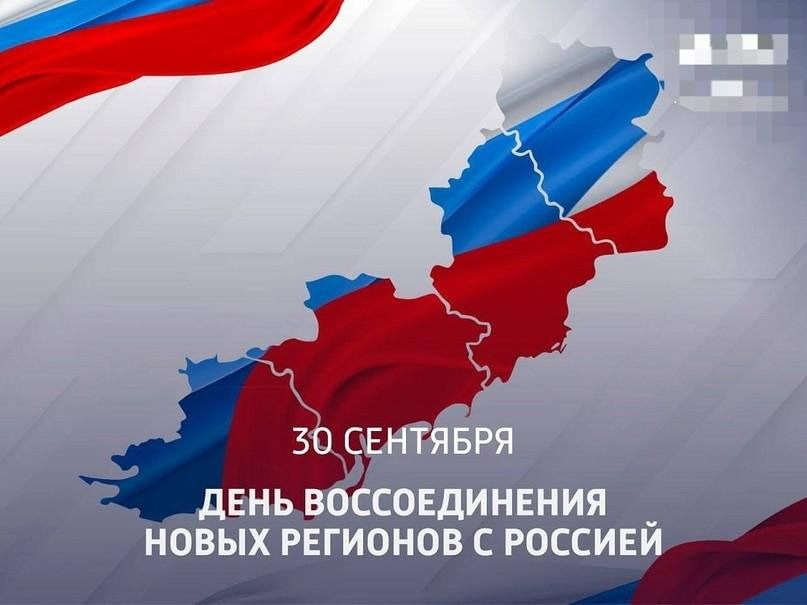 30 СЕНТЯБРЯ
ДЕНЬ ВОССОЕДИНЕНИЯ
НОВЫХ РЕГИОНОВ С РОССИЕЙ